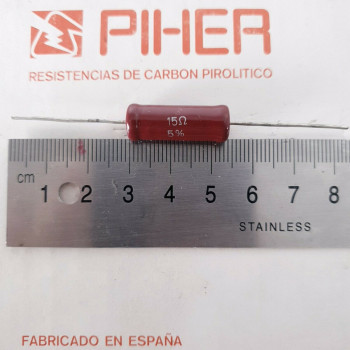 PIHER
RESISTENCIAS DE CARBON PIROLITICO
15Ω
5%
cm 1 2 3 4 5 6 7 8
STAINLESS
FABRICADO EN ESPAÑA